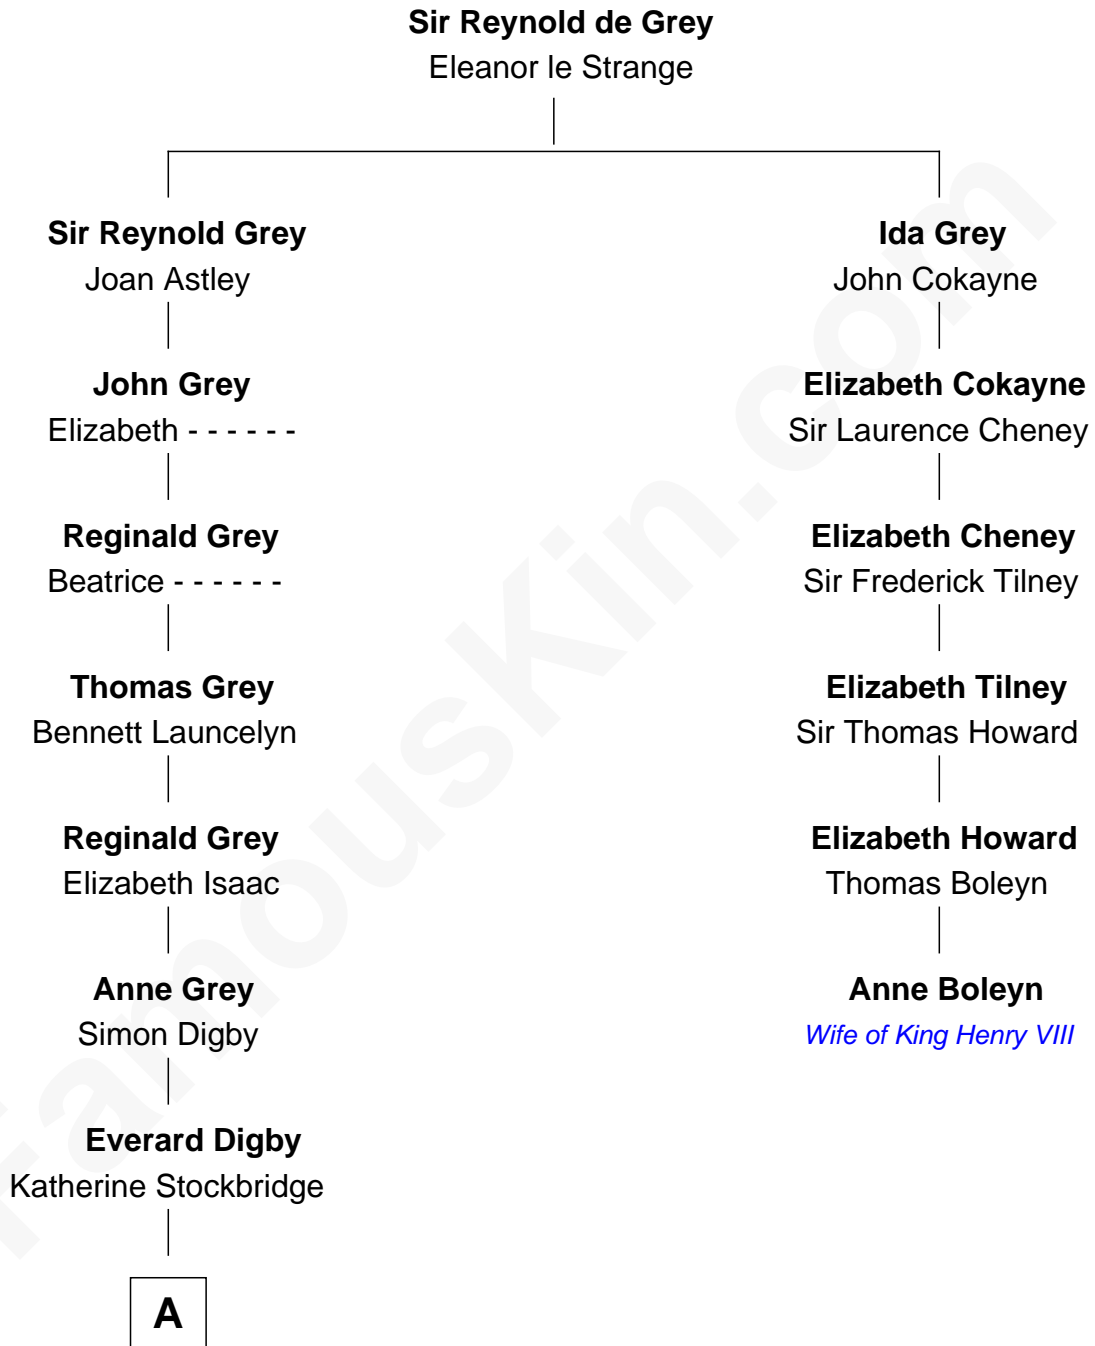 Sir Reynold de Grey
Eleanor le Strange
Sir Reynold Grey
Joan Astley
John Grey
Elizabeth - - - - - -
Reginald Grey
Beatrice - - - - - -
Thomas Grey
Bennett Launcelyn
Reginald Grey
Elizabeth Isaac
Anne Grey
Simon Digby
Everard Digby
Katherine Stockbridge
A
Ida Grey
John Cokayne
Elizabeth Cokayne
Sir Laurence Cheney
Elizabeth Cheney
Sir Frederick Tilney
Elizabeth Tilney
Sir Thomas Howard
Elizabeth Howard
Thomas Boleyn
Anne Boleyn
Wife of King Henry VIII
FamousKin.com